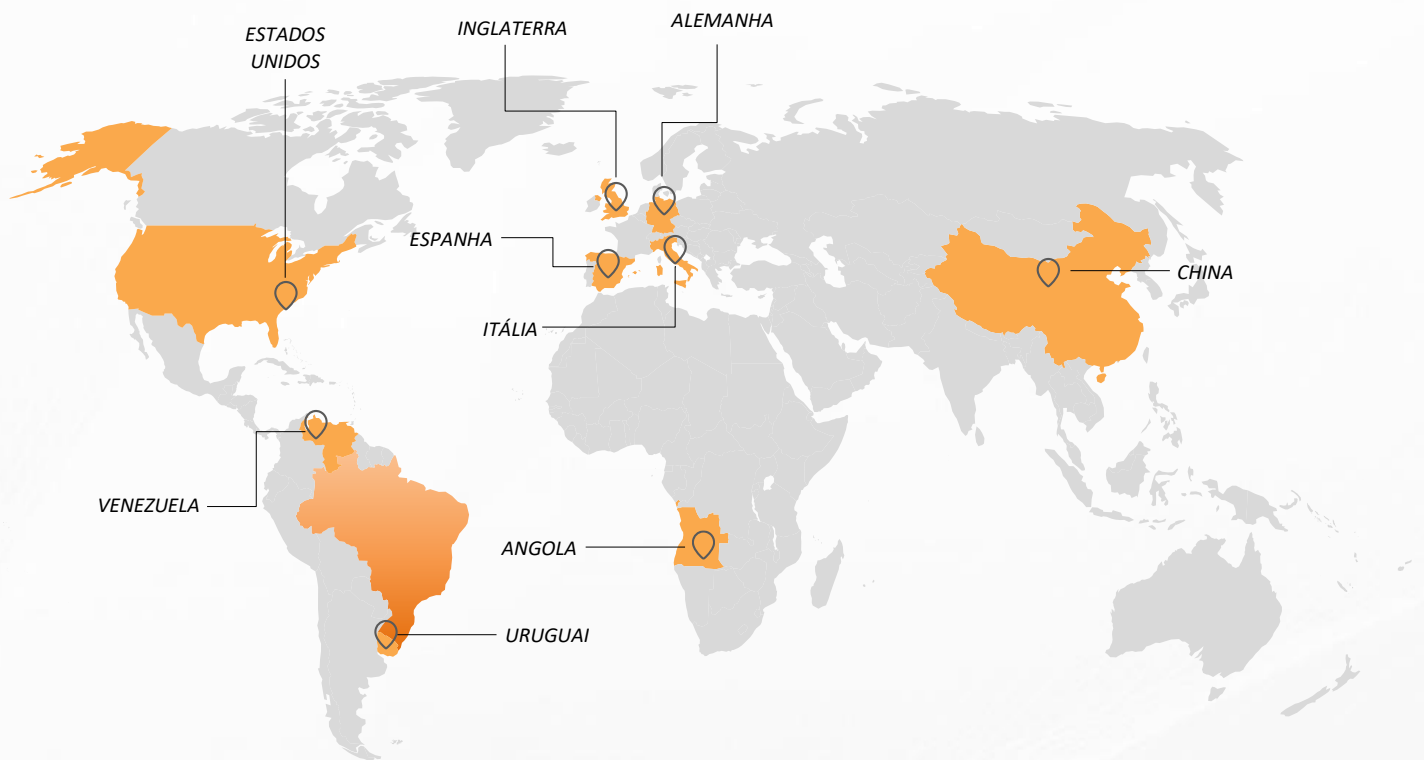 ESTADOS
UNIDOS
INGLATERRA
ALEMANHA
ESPANHA
CHINA
ITÁLIA
VENEZUELA
ANGOLA
URUGUAI